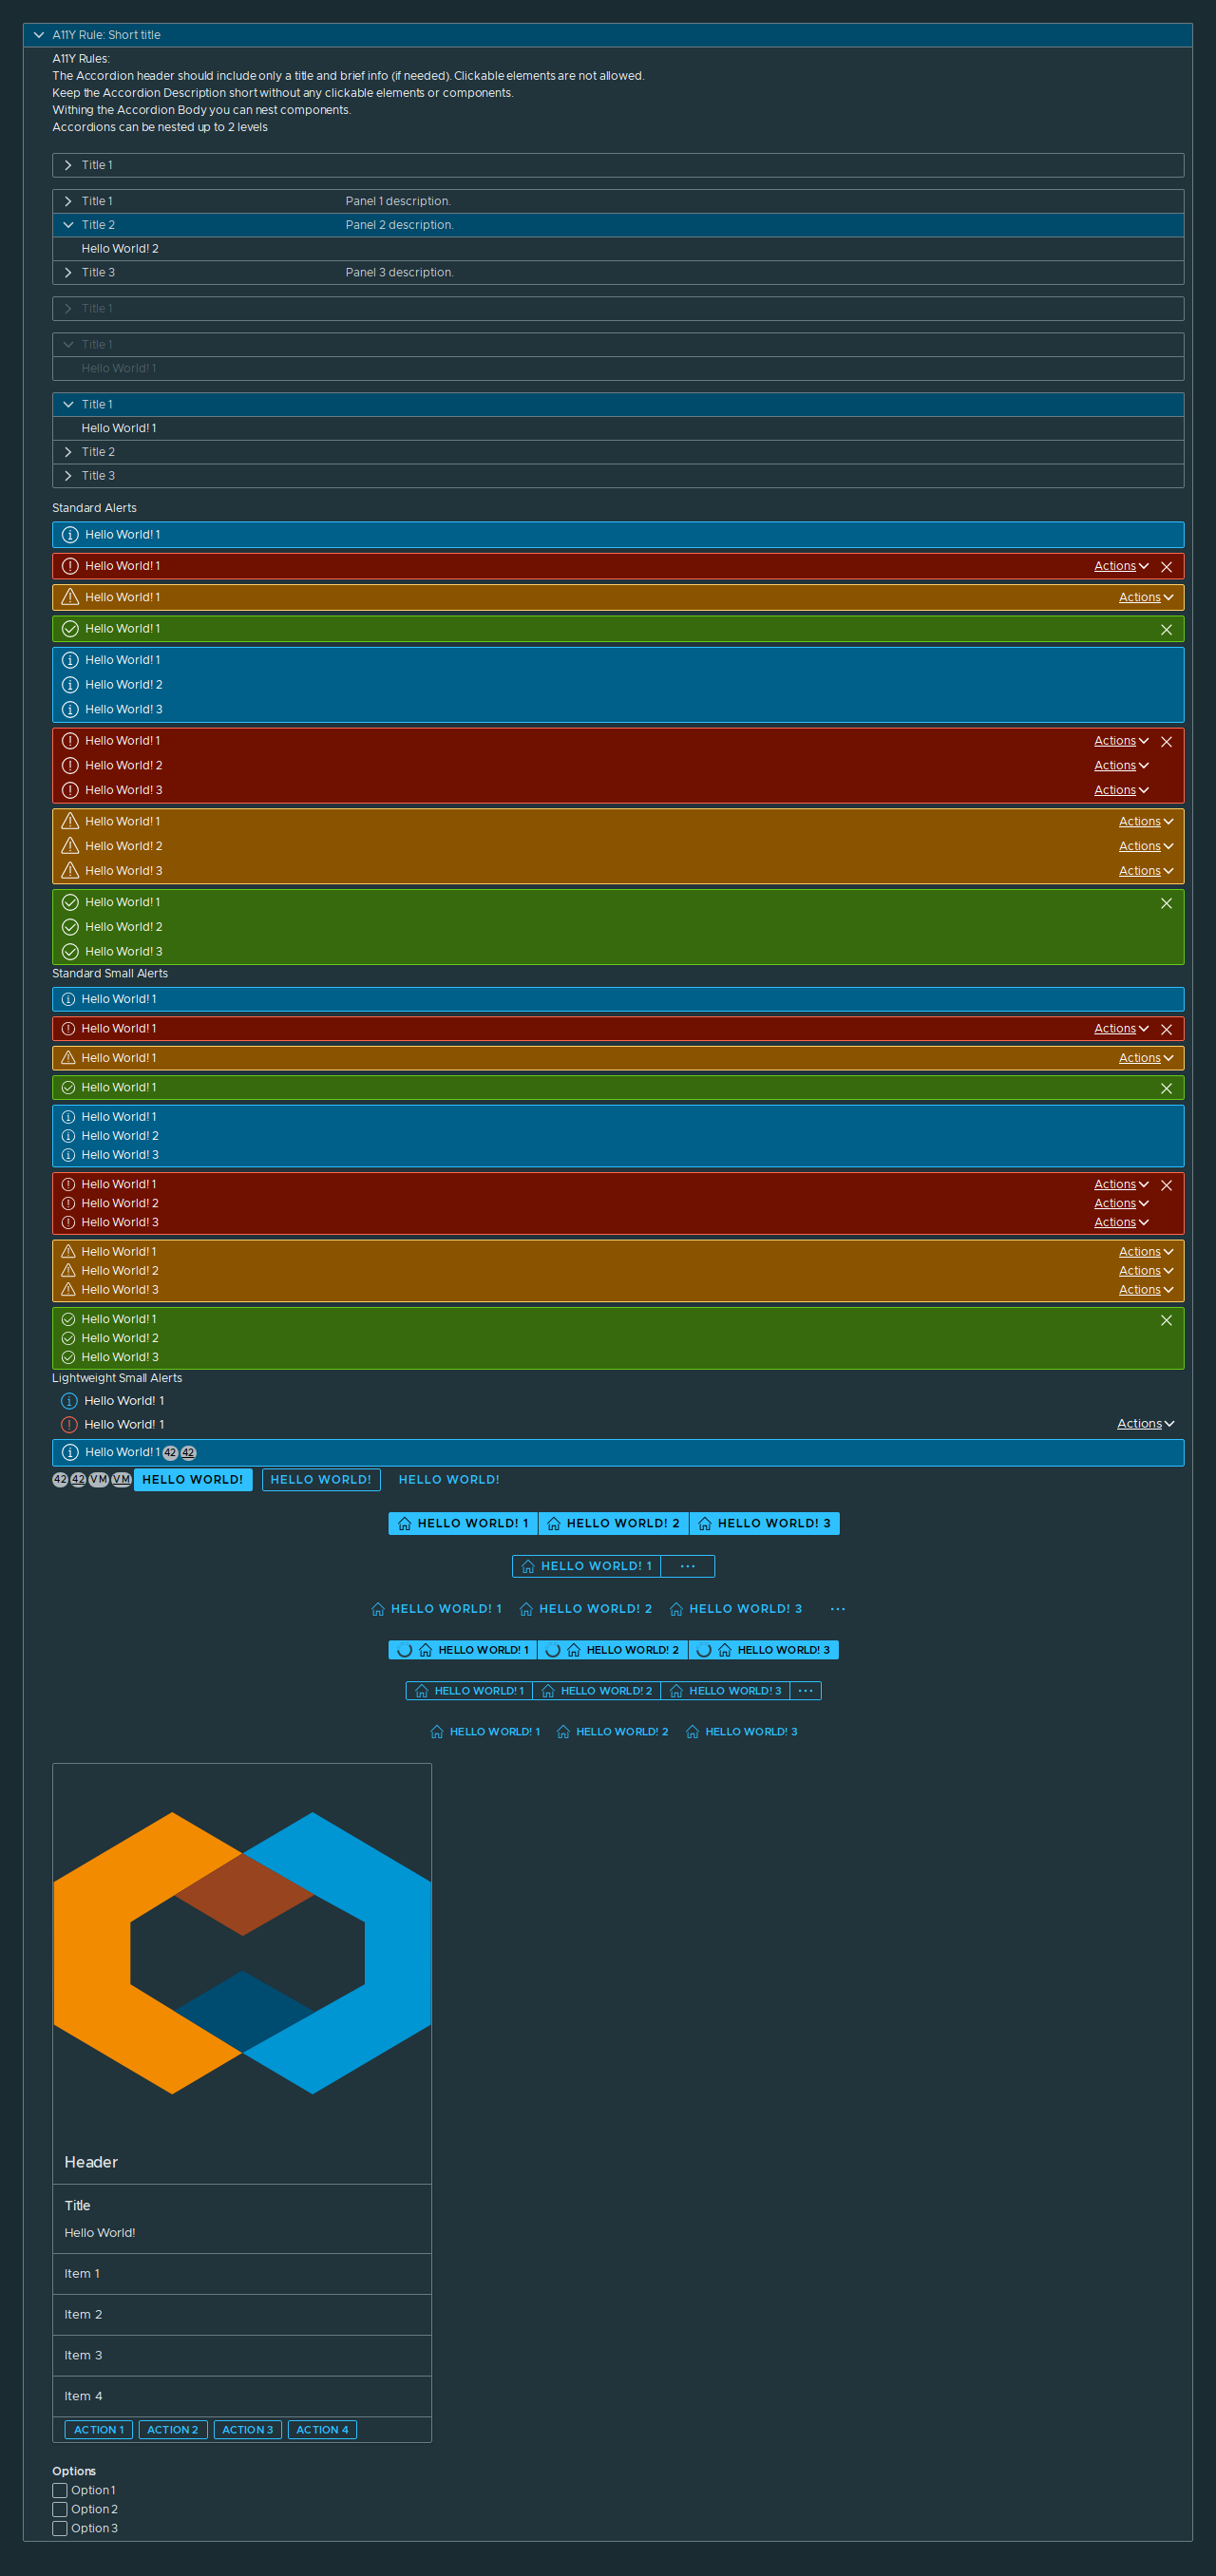 A11Y Rule: Short title
A11Y Rules:
The Accordion header should include only a title and brief info (if needed). Clickable elements are not allowed.
Keep the Accordion Description short without any clickable elements or components.
Withing the Accordion Body you can nest components.
Accordions can be nested up to 2 levels
Title 1
Title 1 Panel 1 description.
Title 2 Panel 2 description.
Hello World! 2
Title 3 Panel 3 description.
Title 1
Title 1
Hello World! 1
Title 1
Hello World! 1
Title 2
Title 3
Standard Alerts
Hello World! 1
Hello World! 1 Actions
Hello World! 1 Actions
Hello World! 1
Hello World! 1
Hello World! 2
Hello World! 3
Hello World! 1 Actions
Hello World! 2 Actions
Hello World! 3 Actions
Hello World! 1 Actions
Hello World! 2 Actions
Hello World! 3 Actions
Hello World! 1
Hello World! 2
Hello World! 3
Standard Small Alerts
Hello World! 1
Hello World! 1 Actions
Hello World! 1 Actions
Hello World! 1
Hello World! 1
Hello World! 2
Hello World! 3
Hello World! 1 Actions
Hello World! 2 Actions
Hello World! 3 Actions
Hello World! 1 Actions
Hello World! 2 Actions
Hello World! 3 Actions
Hello World! 1
Hello World! 2
Hello World! 3
Lightweight Small Alerts
Hello World! 1
Hello World! 1 Actions
Hello World! 1 42 42
42 42 VM VM HELLO WORLD! HELLO WORLD! HELLO WORLD!
HELLO WORLD! 1 HELLO WORLD! 2 HELLO WORLD! 3
HELLO WORLD! 1 ...
HELLO WORLD! 1 HELLO WORLD! 2 HELLO WORLD! 3 ...
HELLO WORLD! 1 HELLO WORLD! 2 HELLO WORLD! 3
HELLO WORLD! 1 HELLO WORLD! 2 HELLO WORLD! 3 ...
HELLO WORLD! 1 HELLO WORLD! 2 HELLO WORLD! 3
Header
Title
Hello World!
Item 1
Item 2
Item 3
Item 4
ACTION 1 ACTION 2 ACTION 3 ACTION 4
Options
Option 1
Option 2
Option 3